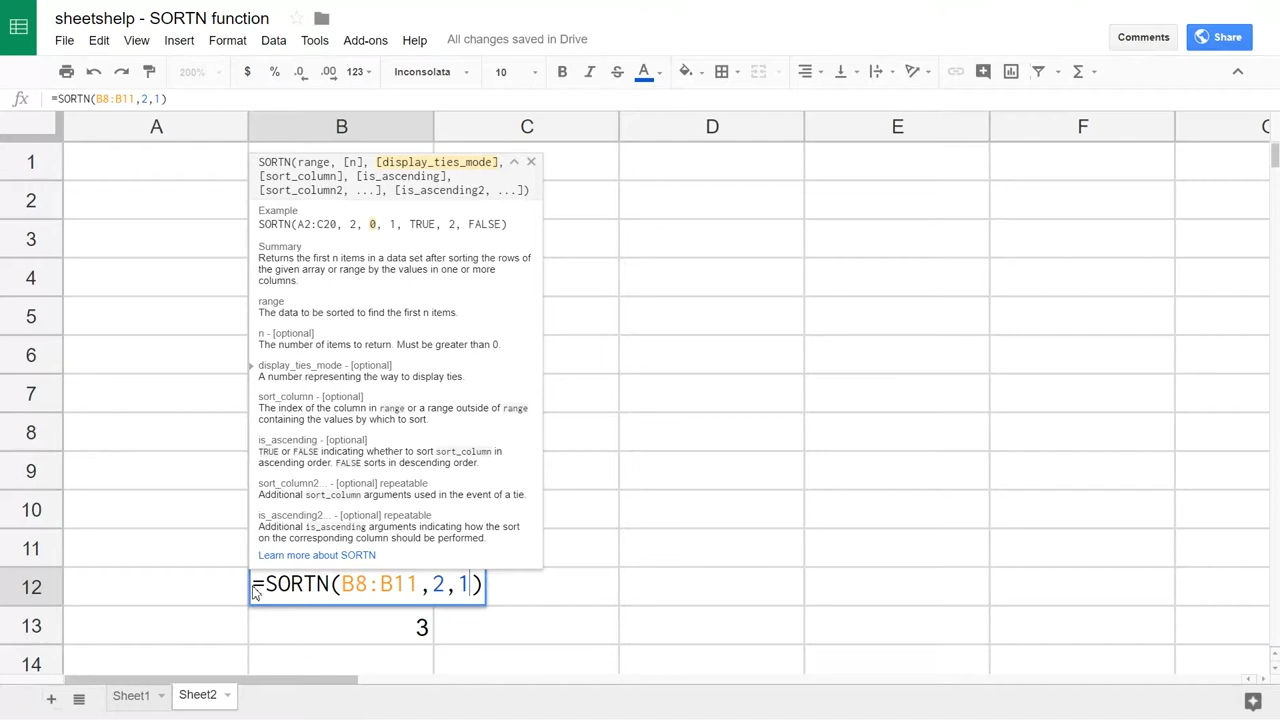 sheetshelp - SORTN function
File Edit View Insert Format Data Tools Add-ons Help All changes saved in Drive
Comments Share
200% $ % .0 .00 123 Inconsolata 10 B I S A Σ
fx =SORTN(B8:B11,2,1)
A B C D E F
1
2
3
4
5
6
7
8
9
10
11
12
13
14
SORTN(range, [n], [display_ties_mode],
[sort_column], [is_ascending],
[sort_column2, ...], [is_ascending2, ...])
Example
SORTN(A2:C20, 2, 0, 1, TRUE, 2, FALSE)
Summary
Returns the first n items in a data set after sorting the rows of
the given array or range by the values in one or more
columns.
range
The data to be sorted to find the first n items.
n - [optional]
The number of items to return. Must be greater than 0.
display_ties_mode - [optional]
A number representing the way to display ties.
sort_column - [optional]
The index of the column in range or a range outside of range
containing the values by which to sort.
is_ascending - [optional]
TRUE or FALSE indicating whether to sort sort_column in
ascending order. FALSE sorts in descending order.
sort_column2... - [optional] repeatable
Additional sort_column arguments used in the event of a tie.
is_ascending2... - [optional] repeatable
Additional is_ascending arguments indicating how the sort
on the corresponding column should be performed.
Learn more about SORTN
=SORTN(B8:B11,2,1)
3
Sheet1 Sheet2